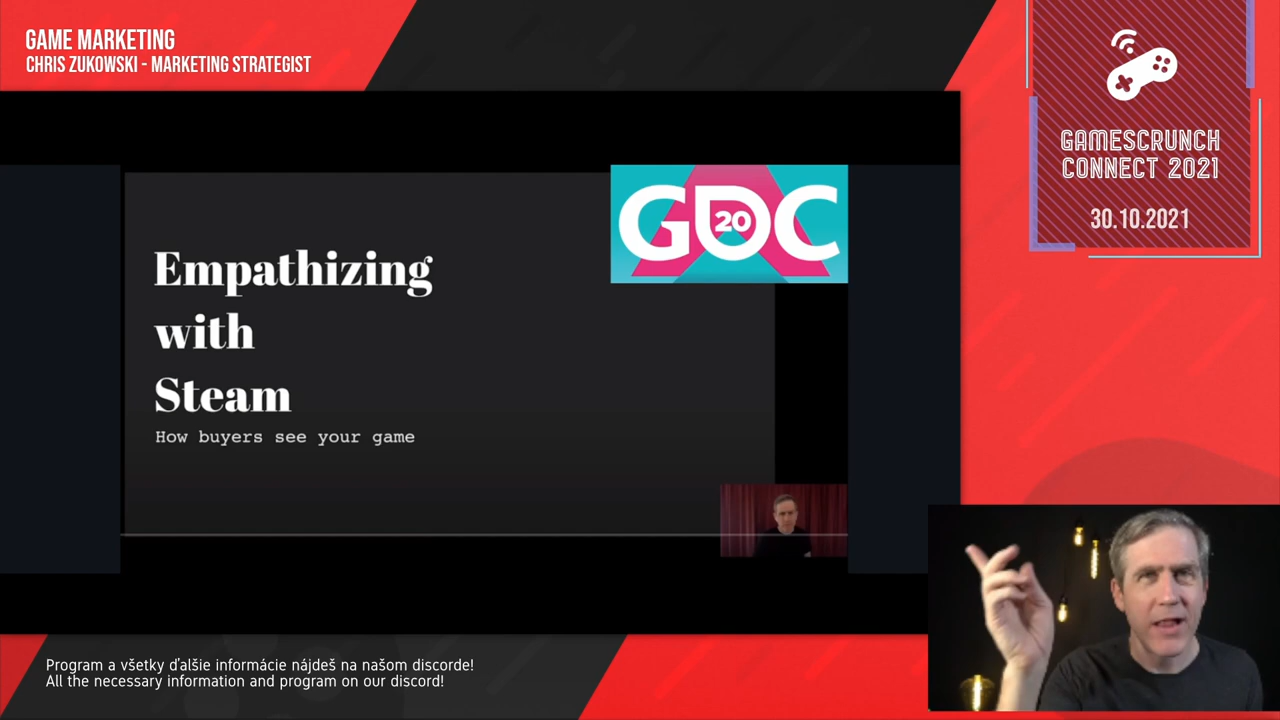 GAME MARKETING
CHRIS ZUKOWSKI - MARKETING STRATEGIST
GAMESCRUNCH
CONNECT 2021
30.10.2021
GDC
20
Empathizing
with
Steam
How buyers see your game
Program a všetky ďalšie informácie nájdeš na našom discorde!
All the necessary information and program on our discord!